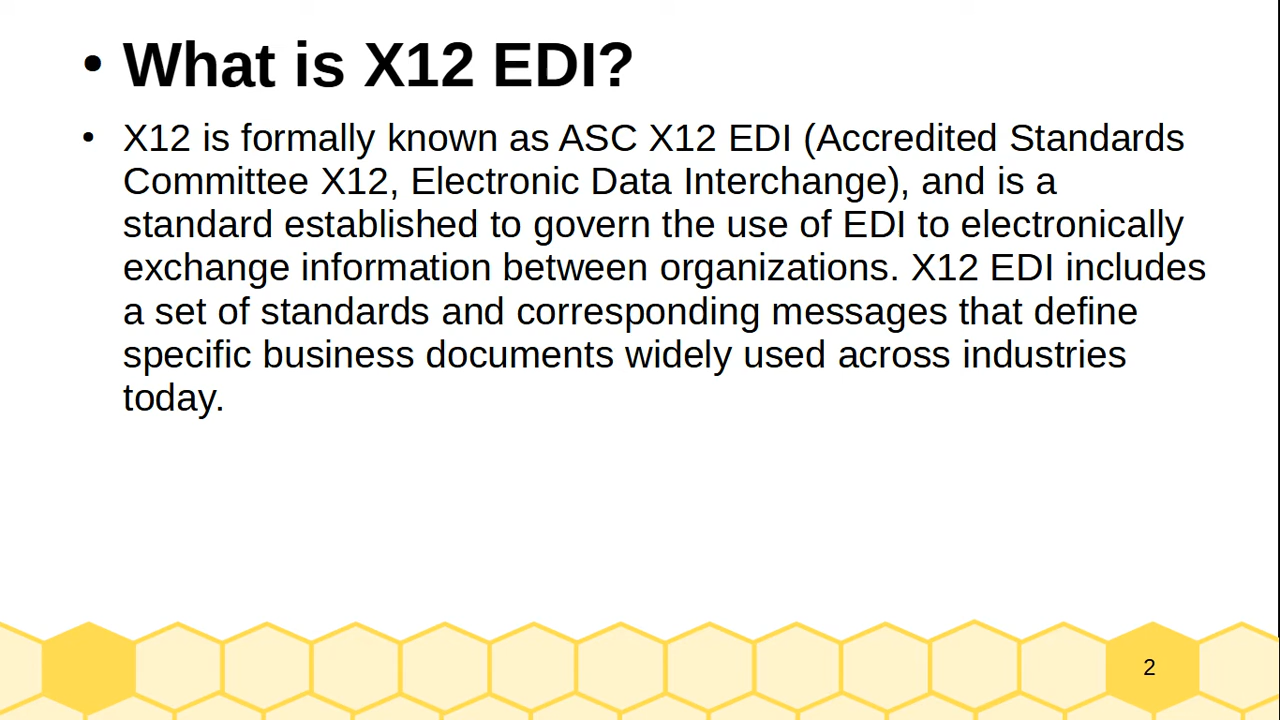 • What is X12 EDI?
• X12 is formally known as ASC X12 EDI (Accredited Standards
Committee X12, Electronic Data Interchange), and is a
standard established to govern the use of EDI to electronically
exchange information between organizations. X12 EDI includes
a set of standards and corresponding messages that define
specific business documents widely used across industries
today.
2